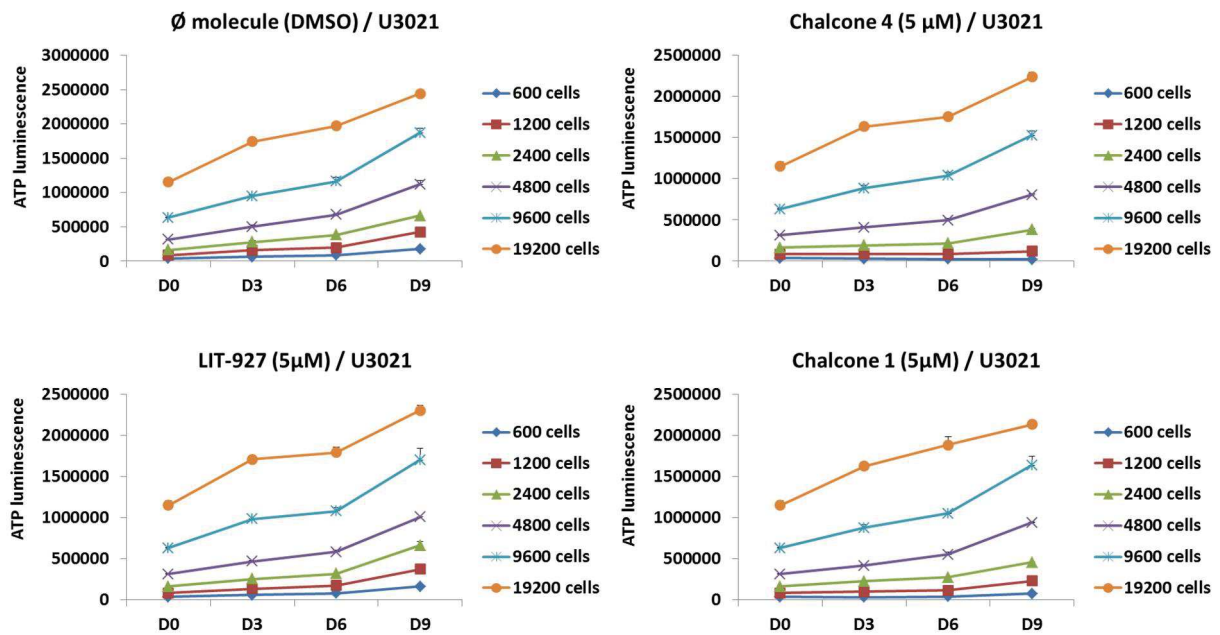 Ø molecule (DMSO) / U3021
ATP luminescence
3000000
2500000
2000000
1500000
1000000
500000
0
D0 D3 D6 D9
600 cells
1200 cells
2400 cells
4800 cells
9600 cells
19200 cells
Chalcone 4 (5 µM) / U3021
ATP luminescence
2500000
2000000
1500000
1000000
500000
0
D0 D3 D6 D9
600 cells
1200 cells
2400 cells
4800 cells
9600 cells
19200 cells
LIT-927 (5µM) / U3021
ATP luminescence
2500000
2000000
1500000
1000000
500000
0
D0 D3 D6 D9
600 cells
1200 cells
2400 cells
4800 cells
9600 cells
19200 cells
Chalcone 1 (5µM) / U3021
ATP luminescence
2500000
2000000
1500000
1000000
500000
0
D0 D3 D6 D9
600 cells
1200 cells
2400 cells
4800 cells
9600 cells
19200 cells